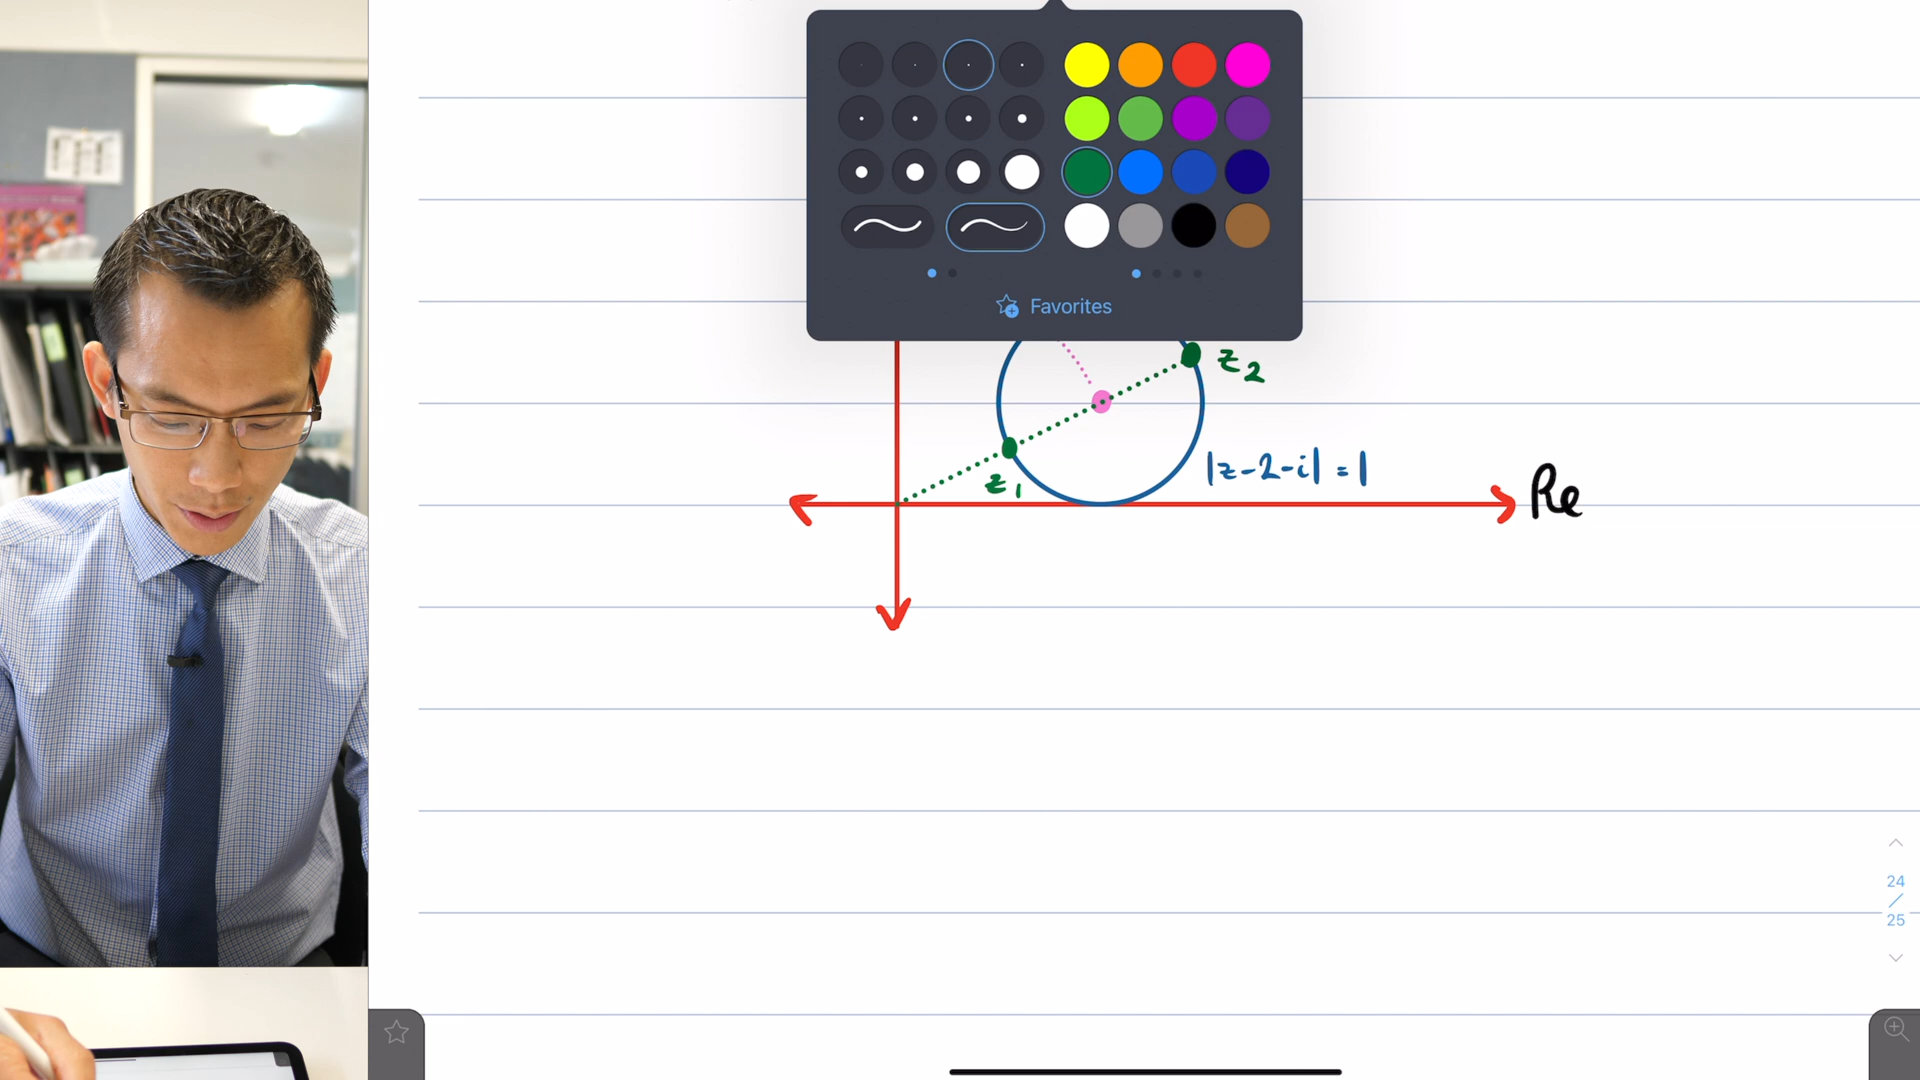 Favorites
z2
z1
|z-2-i| = 1
Re
24
/
25